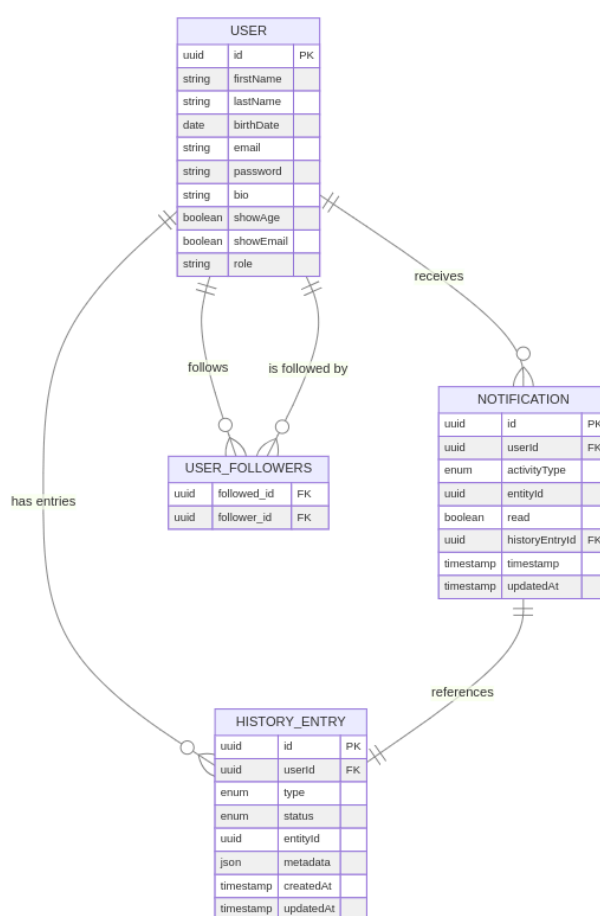 USER
uuid id PK
string firstName
string lastName
date birthDate
string email
string password
string bio
boolean showAge
boolean showEmail
string role
receives
follows
is followed by
NOTIFICATION
uuid id PK
uuid userId FK
enum activityType
uuid entityId
boolean read
uuid historyEntryId FK
timestamp timestamp
timestamp updatedAt
USER_FOLLOWERS
uuid followed_id FK
uuid follower_id FK
has entries
references
HISTORY_ENTRY
uuid id PK
uuid userId FK
enum type
enum status
uuid entityId
json metadata
timestamp createdAt
timestamp updatedAt